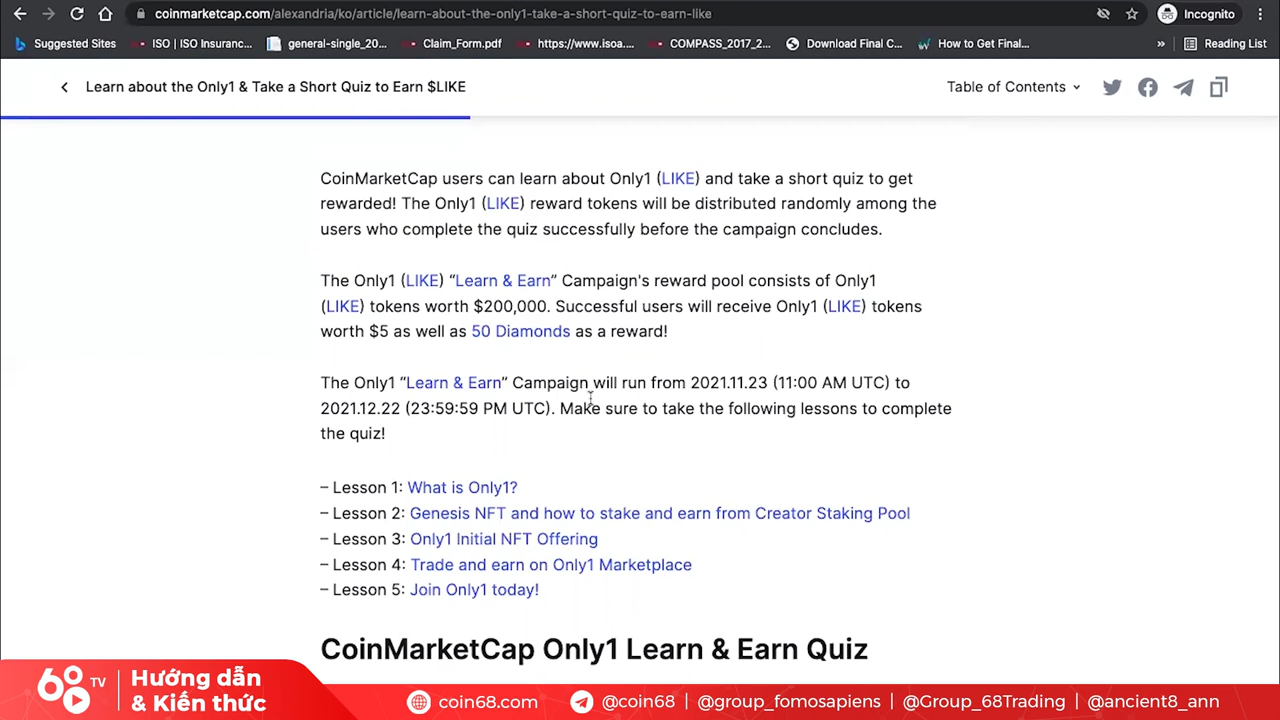 coinmarketcap.com/alexandria/ko/article/learn-about-the-only1-take-a-short-quiz-to-earn-like
Incognito
Suggested Sites
ISO | ISO Insuranc...
general-single_20...
Claim_Form.pdf
https://www.isoa....
COMPASS_2017_2...
Download Final C...
How to Get Final...
»
Reading List
Learn about the Only1 & Take a Short Quiz to Earn $LIKE
Table of Contents
CoinMarketCap users can learn about Only1 (LIKE) and take a short quiz to get
rewarded! The Only1 (LIKE) reward tokens will be distributed randomly among the
users who complete the quiz successfully before the campaign concludes.
The Only1 (LIKE) “Learn & Earn” Campaign's reward pool consists of Only1
(LIKE) tokens worth $200,000. Successful users will receive Only1 (LIKE) tokens
worth $5 as well as 50 Diamonds as a reward!
The Only1 “Learn & Earn” Campaign will run from 2021.11.23 (11:00 AM UTC) to
2021.12.22 (23:59:59 PM UTC). Make sure to take the following lessons to complete
the quiz!
– Lesson 1: What is Only1?
– Lesson 2: Genesis NFT and how to stake and earn from Creator Staking Pool
– Lesson 3: Only1 Initial NFT Offering
– Lesson 4: Trade and earn on Only1 Marketplace
– Lesson 5: Join Only1 today!
CoinMarketCap Only1 Learn & Earn Quiz
68 TV
Hướng dẫn
& Kiến thức
coin68.com
@coin68 | @group_fomosapiens | @Group_68Trading | @ancient8_ann